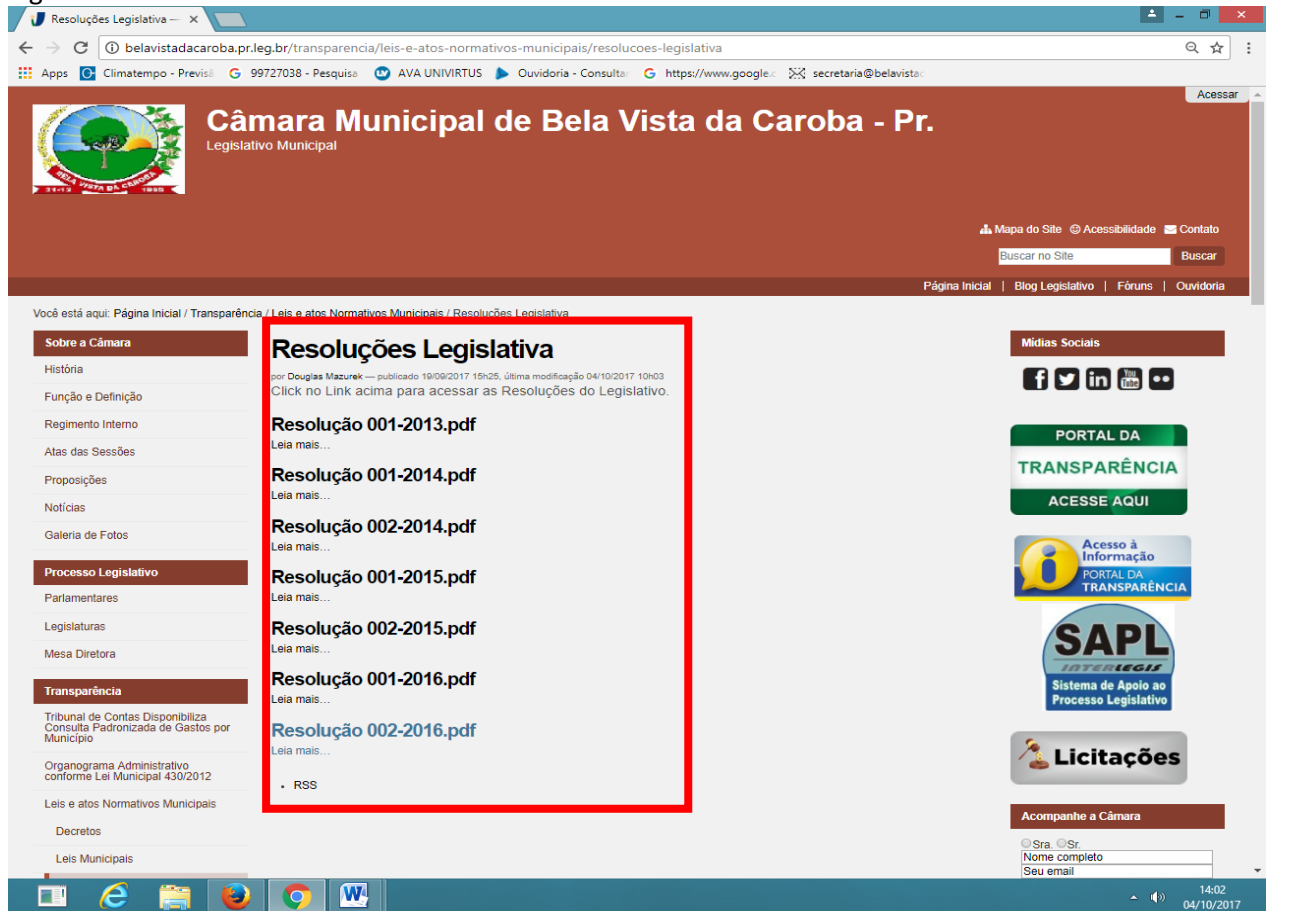 Resoluções Legislativa —
belavistadacaroba.pr.leg.br/transparencia/leis-e-atos-normativos-municipais/resolucoes-legislativa
Apps Climatempo - Previsã 99727038 - Pesquisa AVA UNIVIRTUS Ouvidoria - Consulta https://www.google.c secretaria@belavistac
Acessar
Câmara Municipal de Bela Vista da Caroba - Pr.
Legislativo Municipal
BELA VISTA DA CAROBA
31-12 1995
Mapa do Site Acessibilidade Contato
Buscar no Site Buscar
Página Inicial | Blog Legislativo | Fóruns | Ouvidoria
Você está aqui: Página Inicial / Transparência / Leis e atos Normativos Municipais / Resoluções Legislativa
Sobre a Câmara
História
Função e Definição
Regimento Interno
Atas das Sessões
Proposições
Notícias
Galeria de Fotos
Processo Legislativo
Parlamentares
Legislaturas
Mesa Diretora
Transparência
Tribunal de Contas Disponibiliza
Consulta Padronizada de Gastos por
Município
Organograma Administrativo
conforme Lei Municipal 430/2012
Leis e atos Normativos Municipais
Decretos
Leis Municipais
Resoluções Legislativa
por Douglas Mazurek — publicado 19/09/2017 15h25, última modificação 04/10/2017 10h03
Click no Link acima para acessar as Resoluções do Legislativo.
Resolução 001-2013.pdf
Leia mais…
Resolução 001-2014.pdf
Leia mais…
Resolução 002-2014.pdf
Leia mais…
Resolução 001-2015.pdf
Leia mais…
Resolução 002-2015.pdf
Leia mais…
Resolução 001-2016.pdf
Leia mais…
Resolução 002-2016.pdf
Leia mais…
RSS
Mídias Sociais
You
Tube
PORTAL DA
TRANSPARÊNCIA
ACESSE AQUI
Acesso à
Informação
PORTAL DA
TRANSPARÊNCIA
SAPL
INTERLEGIS
Sistema de Apoio ao
Processo Legislativo
Licitações
Acompanhe a Câmara
Sra. Sr.
Nome completo
Seu email
14:02
04/10/2017